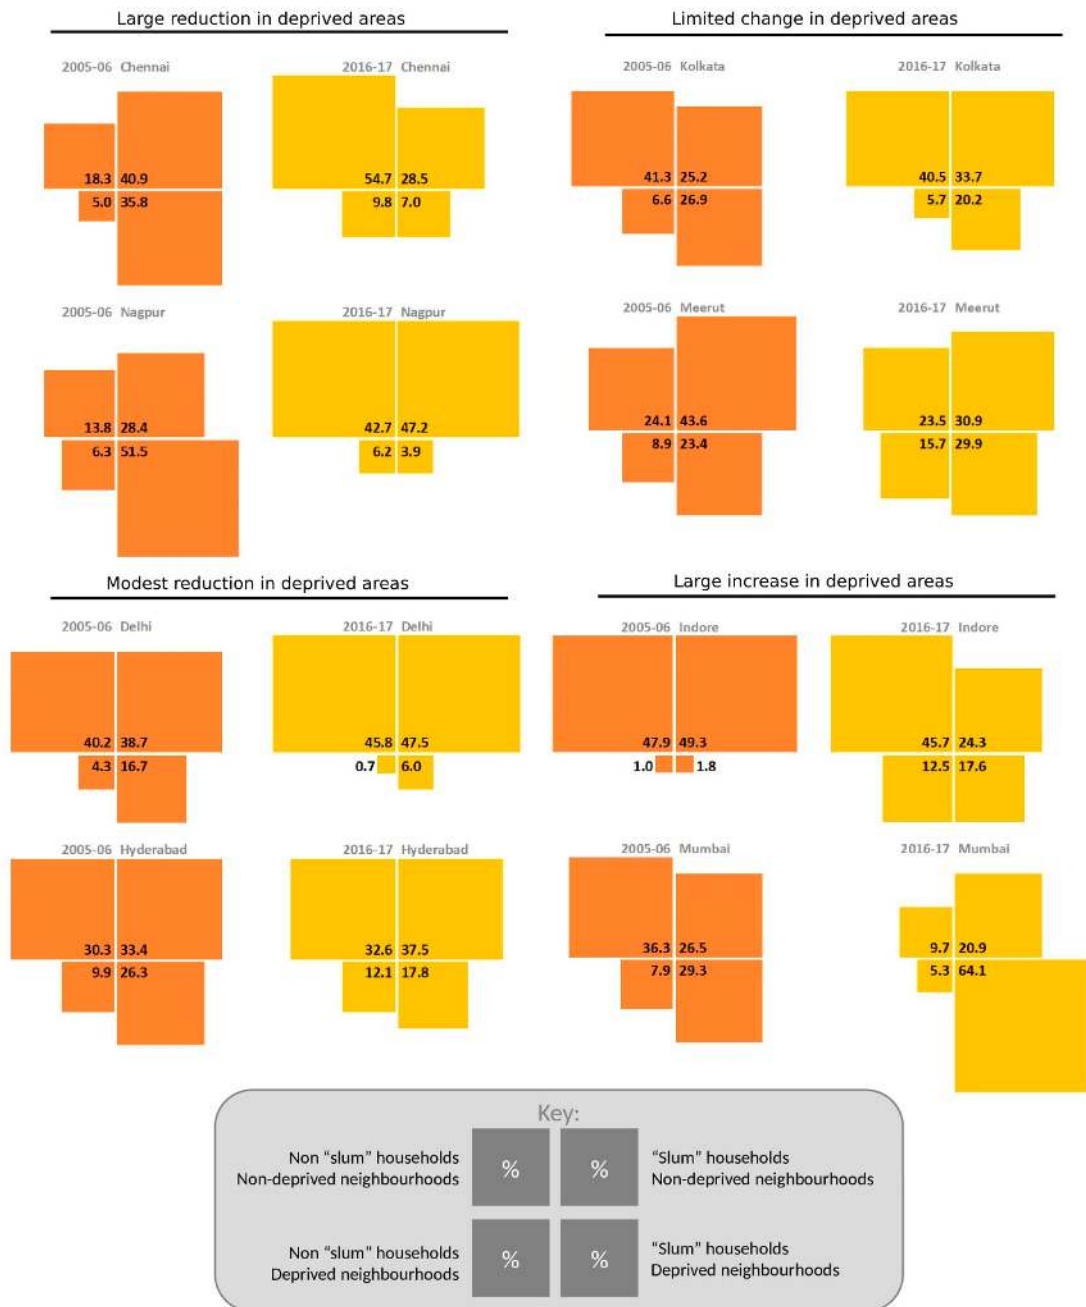 Large reduction in deprived areas
Limited change in deprived areas
2005-06 Chennai
2016-17 Chennai
2005-06 Kolkata
2016-17 Kolkata
18.3 40.9
5.0 35.8
54.7 28.5
9.8 7.0
41.3 25.2
6.6 26.9
40.5 33.7
5.7 20.2
2005-06 Nagpur
2016-17 Nagpur
2005-06 Meerut
2016-17 Meerut
13.8 28.4
6.3 51.5
42.7 47.2
6.2 3.9
24.1 43.6
8.9 23.4
23.5 30.9
15.7 29.9
Modest reduction in deprived areas
Large increase in deprived areas
2005-06 Delhi
2016-17 Delhi
2005-06 Indore
2016-17 Indore
40.2 38.7
4.3 16.7
45.8 47.5
0.7 6.0
47.9 49.3
1.0 1.8
45.7 24.3
12.5 17.6
2005-06 Hyderabad
2016-17 Hyderabad
2005-06 Mumbai
2016-17 Mumbai
30.3 33.4
9.9 26.3
32.6 37.5
12.1 17.8
36.3 26.5
7.9 29.3
9.7 20.9
5.3 64.1
Key:
Non “slum” households
Non-deprived neighbourhoods
%
%
“Slum” households
Non-deprived neighbourhoods
Non “slum” households
Deprived neighbourhoods
%
%
“Slum” households
Deprived neighbourhoods